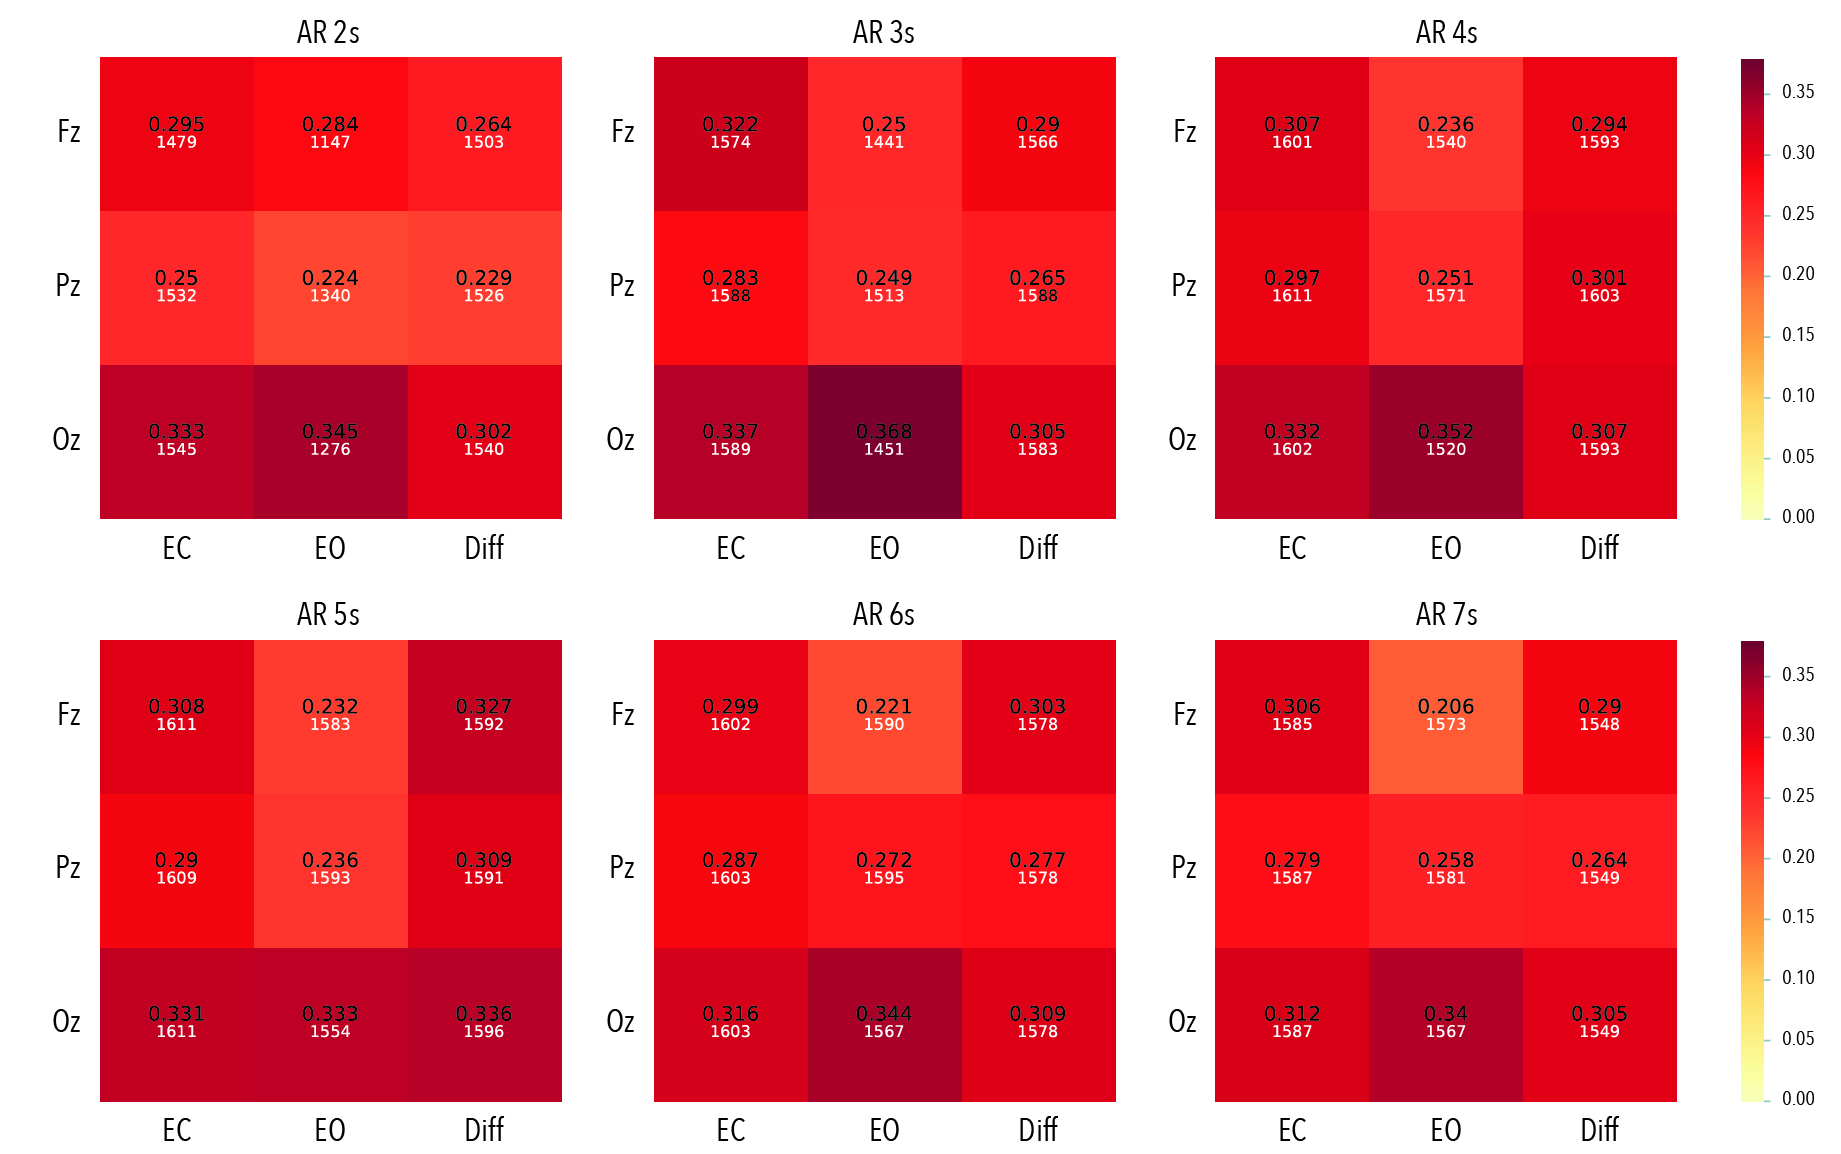 AR 2s
AR 3s
AR 4s
Fz
0.295
1479
0.284
1147
0.264
1503
Pz
0.25
1532
0.224
1340
0.229
1526
Oz
0.333
1545
0.345
1276
0.302
1540
EC
EO
Diff
Fz
0.322
1574
0.25
1441
0.29
1566
Pz
0.283
1588
0.249
1513
0.265
1588
Oz
0.337
1589
0.368
1451
0.305
1583
EC
EO
Diff
Fz
0.307
1601
0.236
1540
0.294
1593
Pz
0.297
1611
0.251
1571
0.301
1603
Oz
0.332
1602
0.352
1520
0.307
1593
EC
EO
Diff
0.35
0.30
0.25
0.20
0.15
0.10
0.05
0.00
AR 5s
AR 6s
AR 7s
Fz
0.308
1611
0.232
1583
0.327
1592
Pz
0.29
1609
0.236
1593
0.309
1591
Oz
0.331
1611
0.333
1554
0.336
1596
EC
EO
Diff
Fz
0.299
1602
0.221
1590
0.303
1578
Pz
0.287
1603
0.272
1595
0.277
1578
Oz
0.316
1603
0.344
1567
0.309
1578
EC
EO
Diff
Fz
0.306
1585
0.206
1573
0.29
1548
Pz
0.279
1587
0.258
1581
0.264
1549
Oz
0.312
1587
0.34
1567
0.305
1549
EC
EO
Diff
0.35
0.30
0.25
0.20
0.15
0.10
0.05
0.00